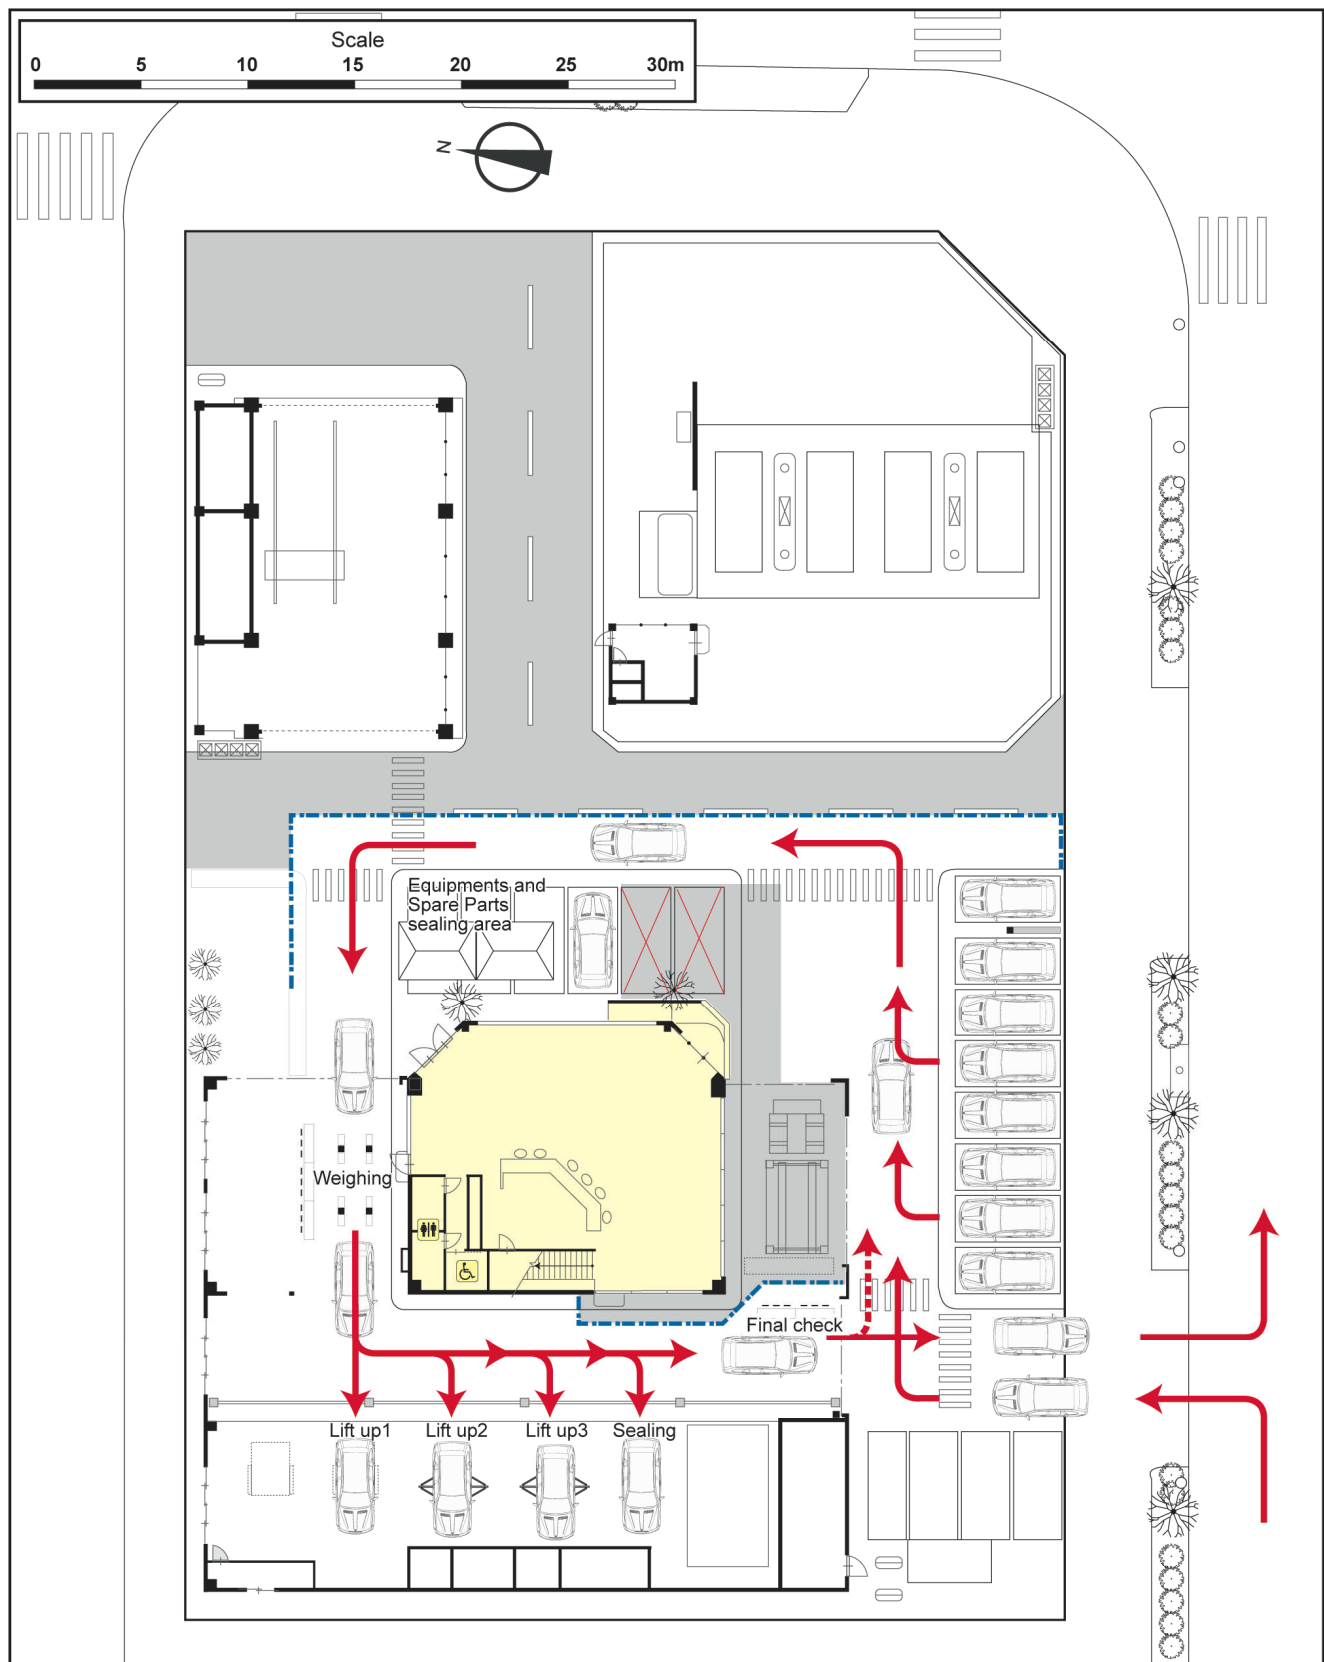 Scale
0 5 10 15 20 25 30m
N
Equipments and
Spare Parts
sealing area
Weighing
Final check
Lift up1 Lift up2 Lift up3 Sealing